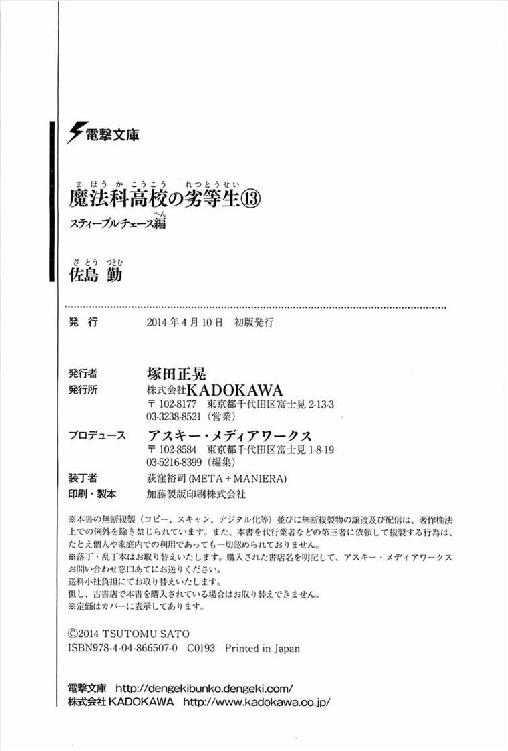 電撃文庫
まほうかこうこう れっとうせい
魔法科高校の劣等生⑬
へん
スティープルチェース編
さとう つとむ
佐島 勤
発行 2014年4月10日 初版発行
発行者 塚田正晃
発行所 株式会社KADOKAWA
〒102-8177 東京都千代田区富士見2-13-3
03-3238-8521（営業）
プロデュース アスキー・メディアワークス
〒102-8584 東京都千代田区富士見1-8-19
03-5216-8399（編集）
装丁者 荻窪裕司(META+MANIERA)
印刷・製本 加藤製版印刷株式会社
※本書の無断複製（コピー、スキャン、デジタル化等）並びに無断複製物の譲渡及び配信は、著作権法
上での例外を除き禁じられています。また、本書を代行業者などの第三者に依頼して複製する行為は、
たとえ個人や家庭内での利用であっても一切認められておりません。
※落丁・乱丁本はお取り替えいたします。購入された書店名を明記して、アスキー・メディアワークス
お問い合わせ窓口あてにお送りください。
送料小社負担にてお取り替えいたします。
但し、古書店で本書を購入されている場合はお取り替えできません。
※定価はカバーに表示してあります。
©2014 TSUTOMU SATO
ISBN978-4-04-866507-0 C0193 Printed in Japan
電撃文庫 http://dengekibunko.dengeki.com/
株式会社KADOKAWA http://www.kadokawa.co.jp/